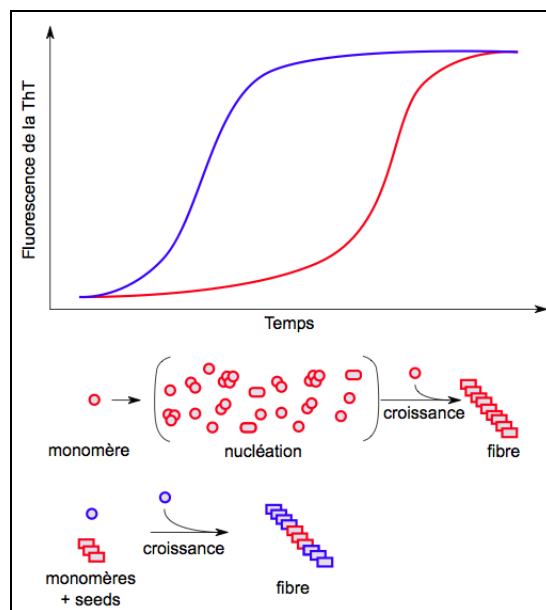 Fluorescence de la ThT
Temps
monomère
nucléation
croissance
fibre
croissance
monomères
+ seeds
fibre